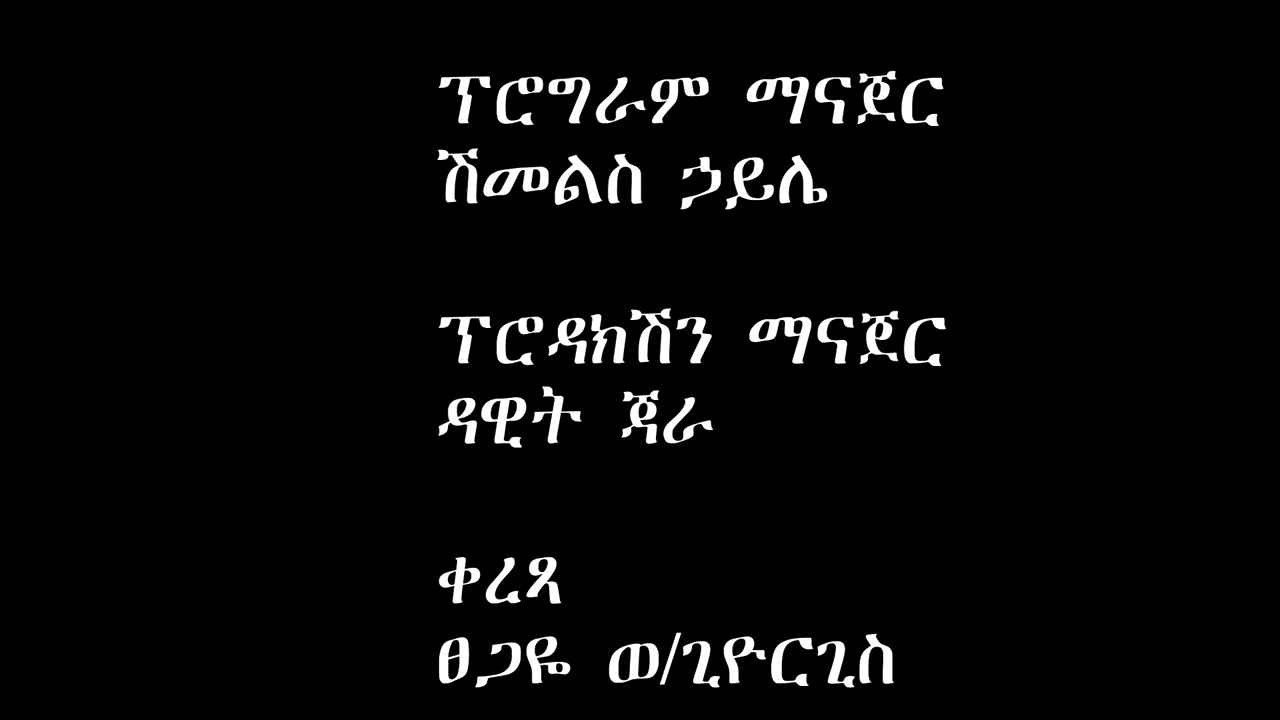 ፕሮግራም ማናጀር
ሽመልስ ኃይሌ
ፕሮዳክሽን ማናጀር
ዳዊት ጃራ
ቀረጻ
ፀጋዬ ወ/ጊዮርጊስ